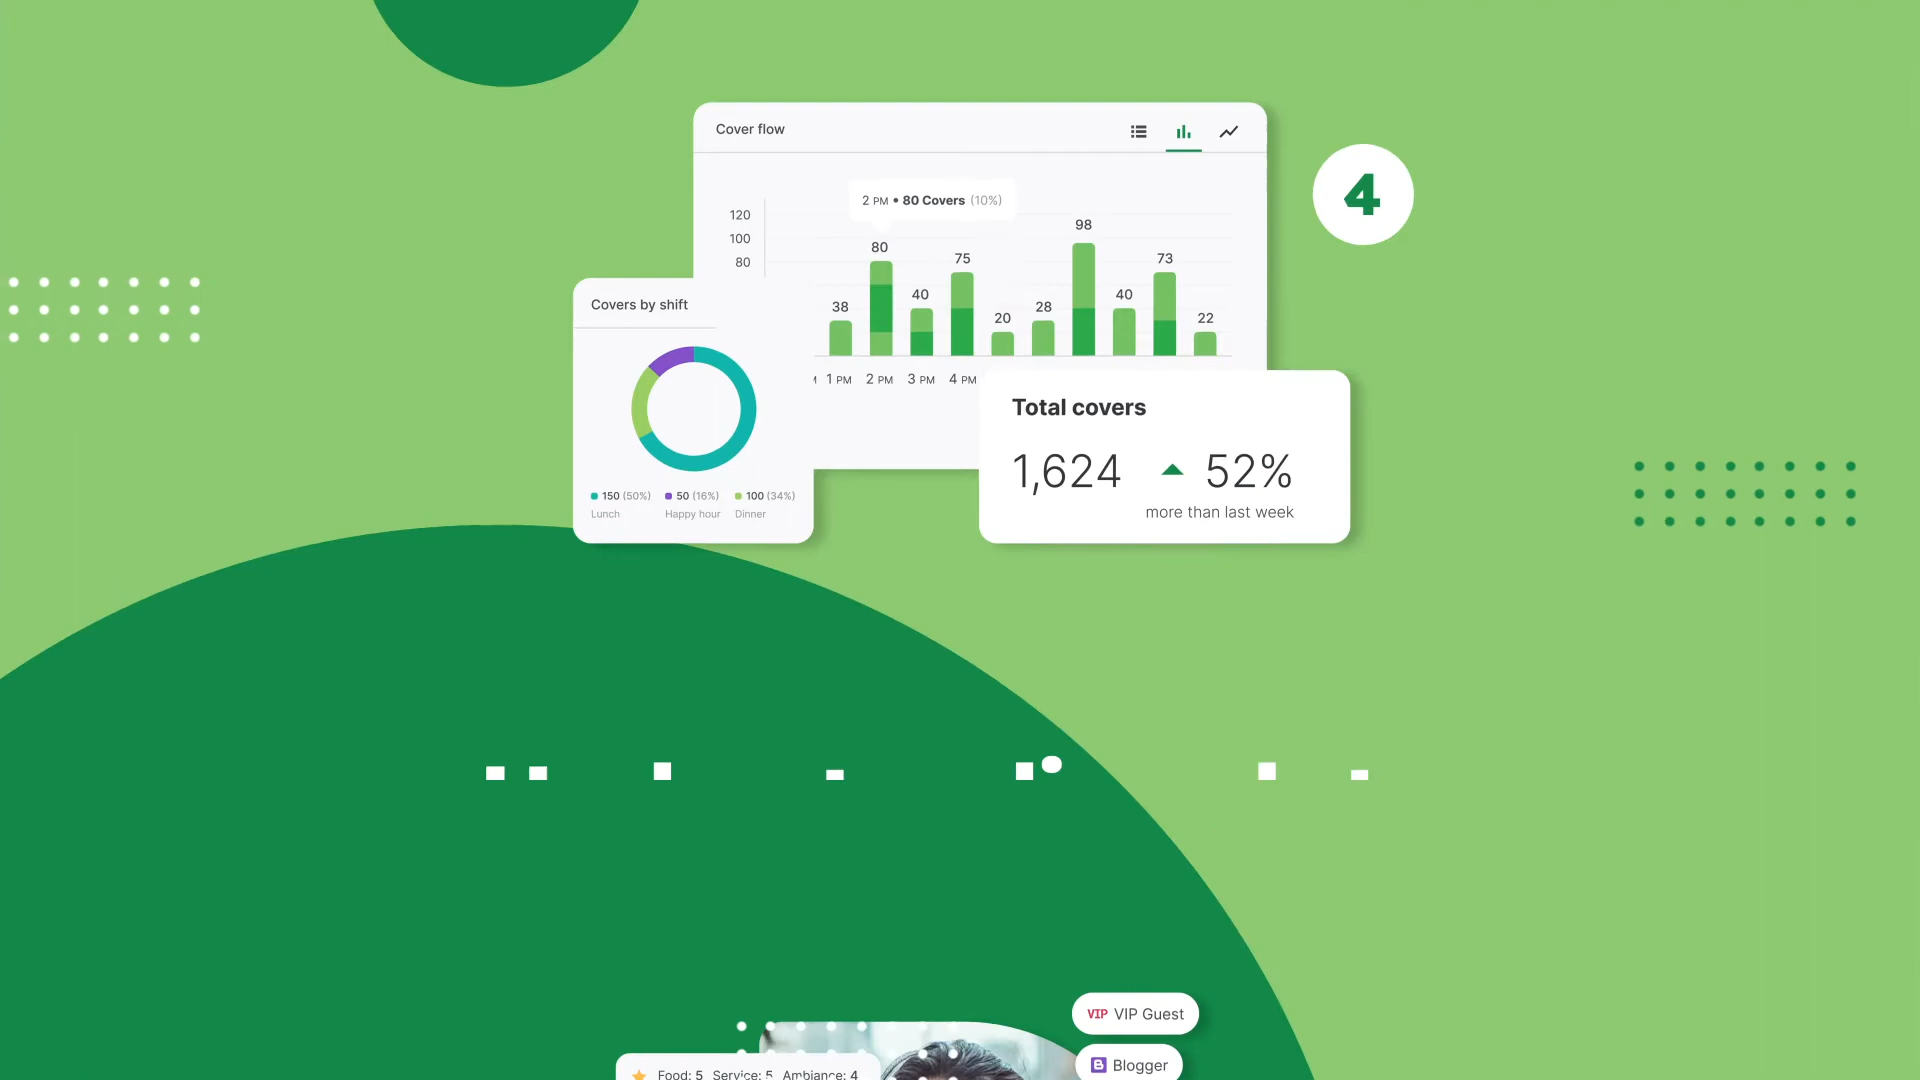 Cover flow
4
2 PM • 80 Covers (10%)
120
100
80
38
80
40
75
20
28
98
40
73
22
1 PM 2 PM 3 PM 4 PM
Covers by shift
150 (50%) 50 (16%) 100 (34%)
Lunch Happy hour Dinner
Total covers
1,624 52%
more than last week
VIP VIP Guest
B Blogger
Food: 5 Service: 5 Ambiance: 4